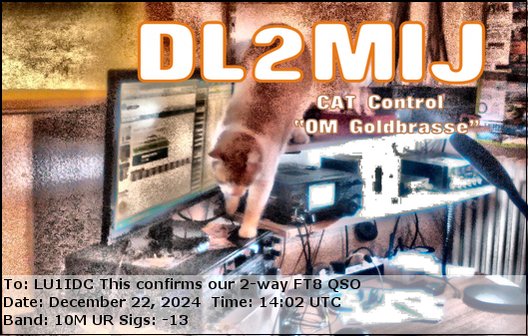 DL2MIJ
CAT Control
"OM Goldbrasse"
To: LU1IDC This confirms our 2-way FT8 QSO
Date: December 22, 2024 Time: 14:02 UTC
Band: 10M UR Sigs: -13